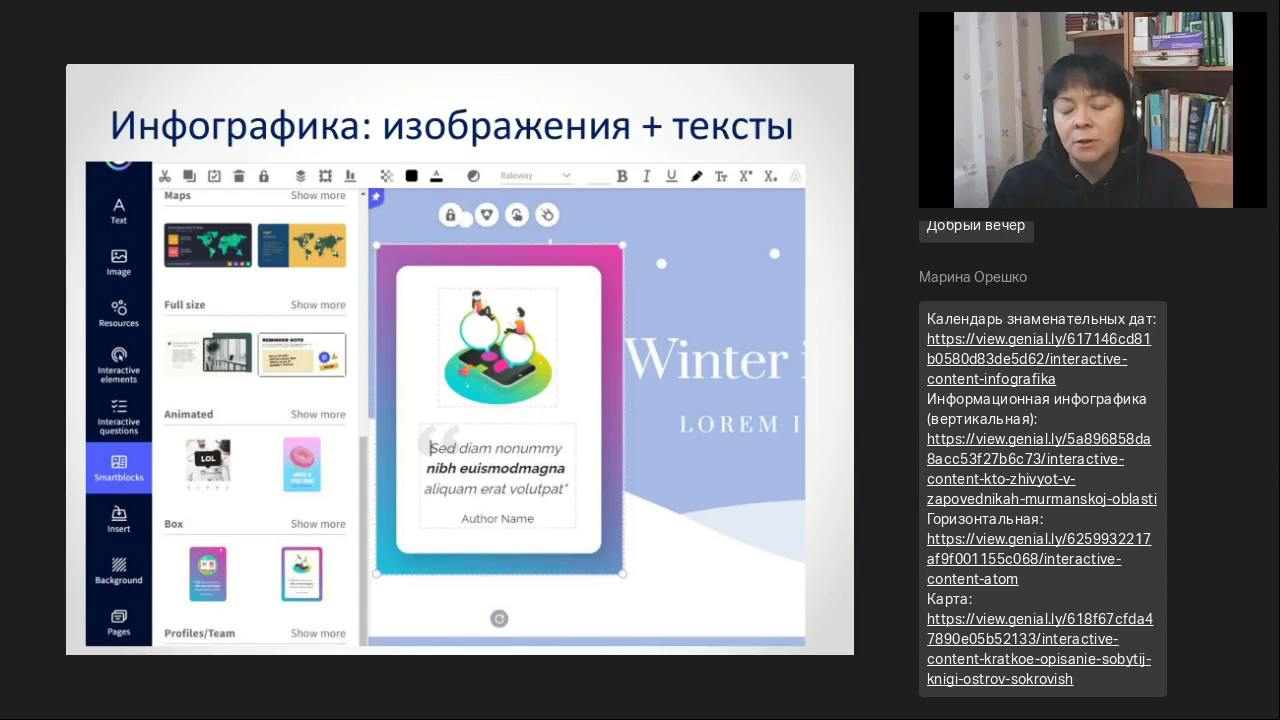 Инфографика: изображения + тексты
Raleway
B I U Tт X² X₂
Text
Image
Resources
Interactive
elements
Interactive
questions
Smartblocks
Insert
Background
Pages
Maps Show more
Full size Show more
REMINDER NOTE
Animated Show more
LOL
Box Show more
Profiles/Team Show more
Winter
LOREM I
“
Sed diam nonummy
nibh euismodmagna
aliquam erat volutpat"
Author Name
Добрый вечер
Марина Орешко
Календарь знаменательных дат:
https://view.genial.ly/617146cd81
b0580d83de5d62/interactive-
content-infografika
Информационная инфографика
(вертикальная):
https://view.genial.ly/5a896858da
8acc53f27b6c73/interactive-
content-kto-zhivyot-v-
zapovednikah-murmanskoj-oblasti
Горизонтальная:
https://view.genial.ly/6259932217
af9f001155c068/interactive-
content-atom
Карта:
https://view.genial.ly/618f67cfda4
7890e05b52133/interactive-
content-kratkoe-opisanie-sobytij-
knigi-ostrov-sokrovish